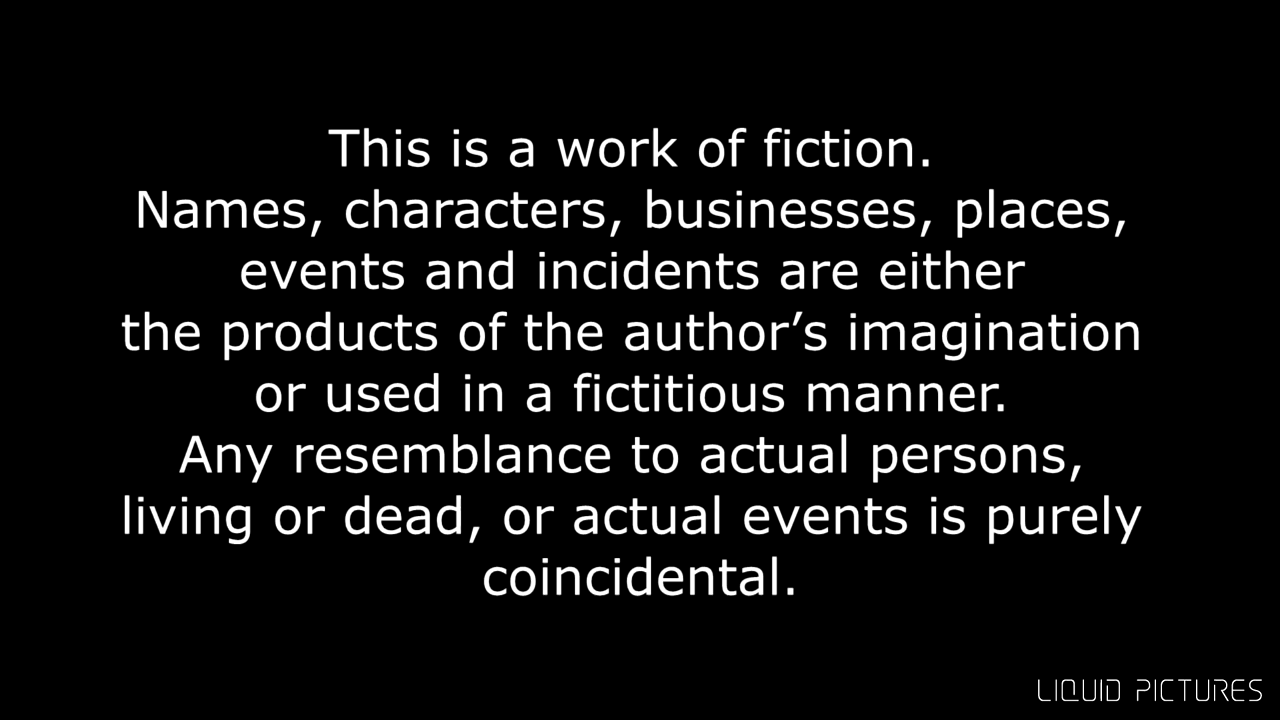 This is a work of fiction.
Names, characters, businesses, places,
events and incidents are either
the products of the author’s imagination
or used in a fictitious manner.
Any resemblance to actual persons,
living or dead, or actual events is purely
coincidental.
LIQUID PICTURES